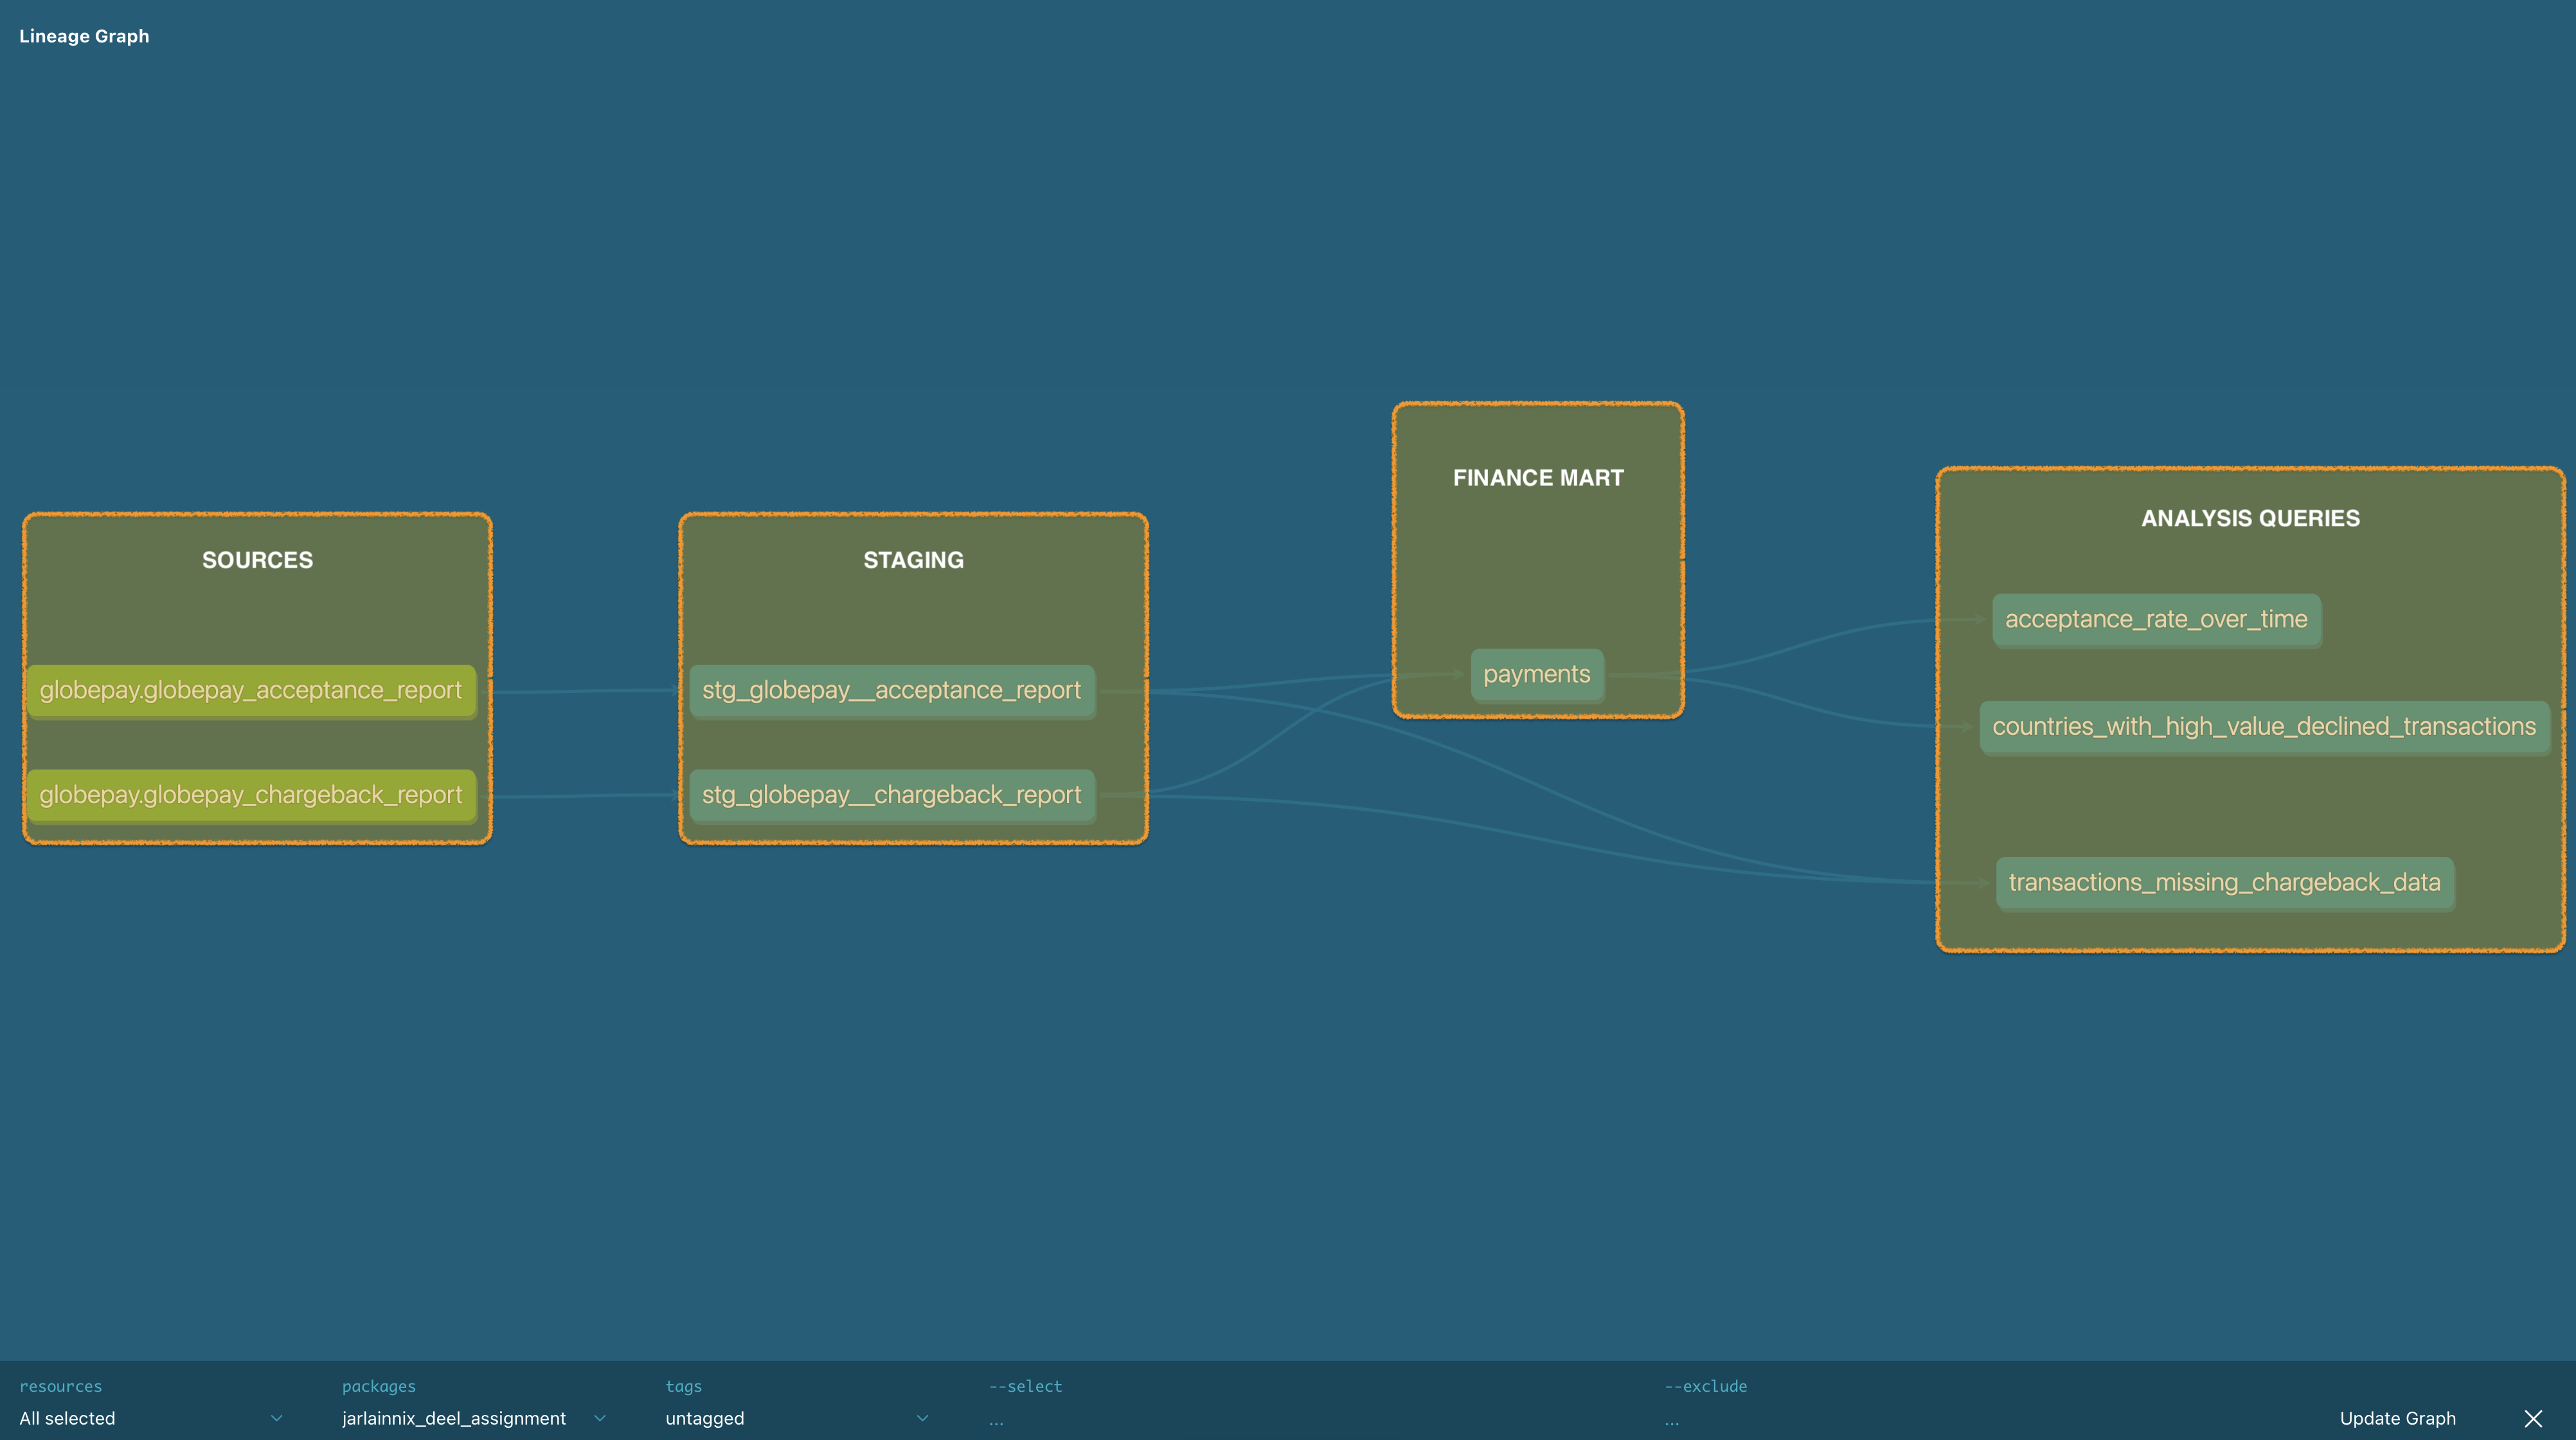 Lineage Graph
SOURCES
globepay.globepay_acceptance_report
globepay.globepay_chargeback_report
STAGING
stg_globepay__acceptance_report
stg_globepay__chargeback_report
FINANCE MART
payments
ANALYSIS QUERIES
acceptance_rate_over_time
countries_with_high_value_declined_transactions
transactions_missing_chargeback_data
resources
All selected
packages
jarlainnix_deel_assignment
tags
untagged
--select
...
--exclude
...
Update Graph